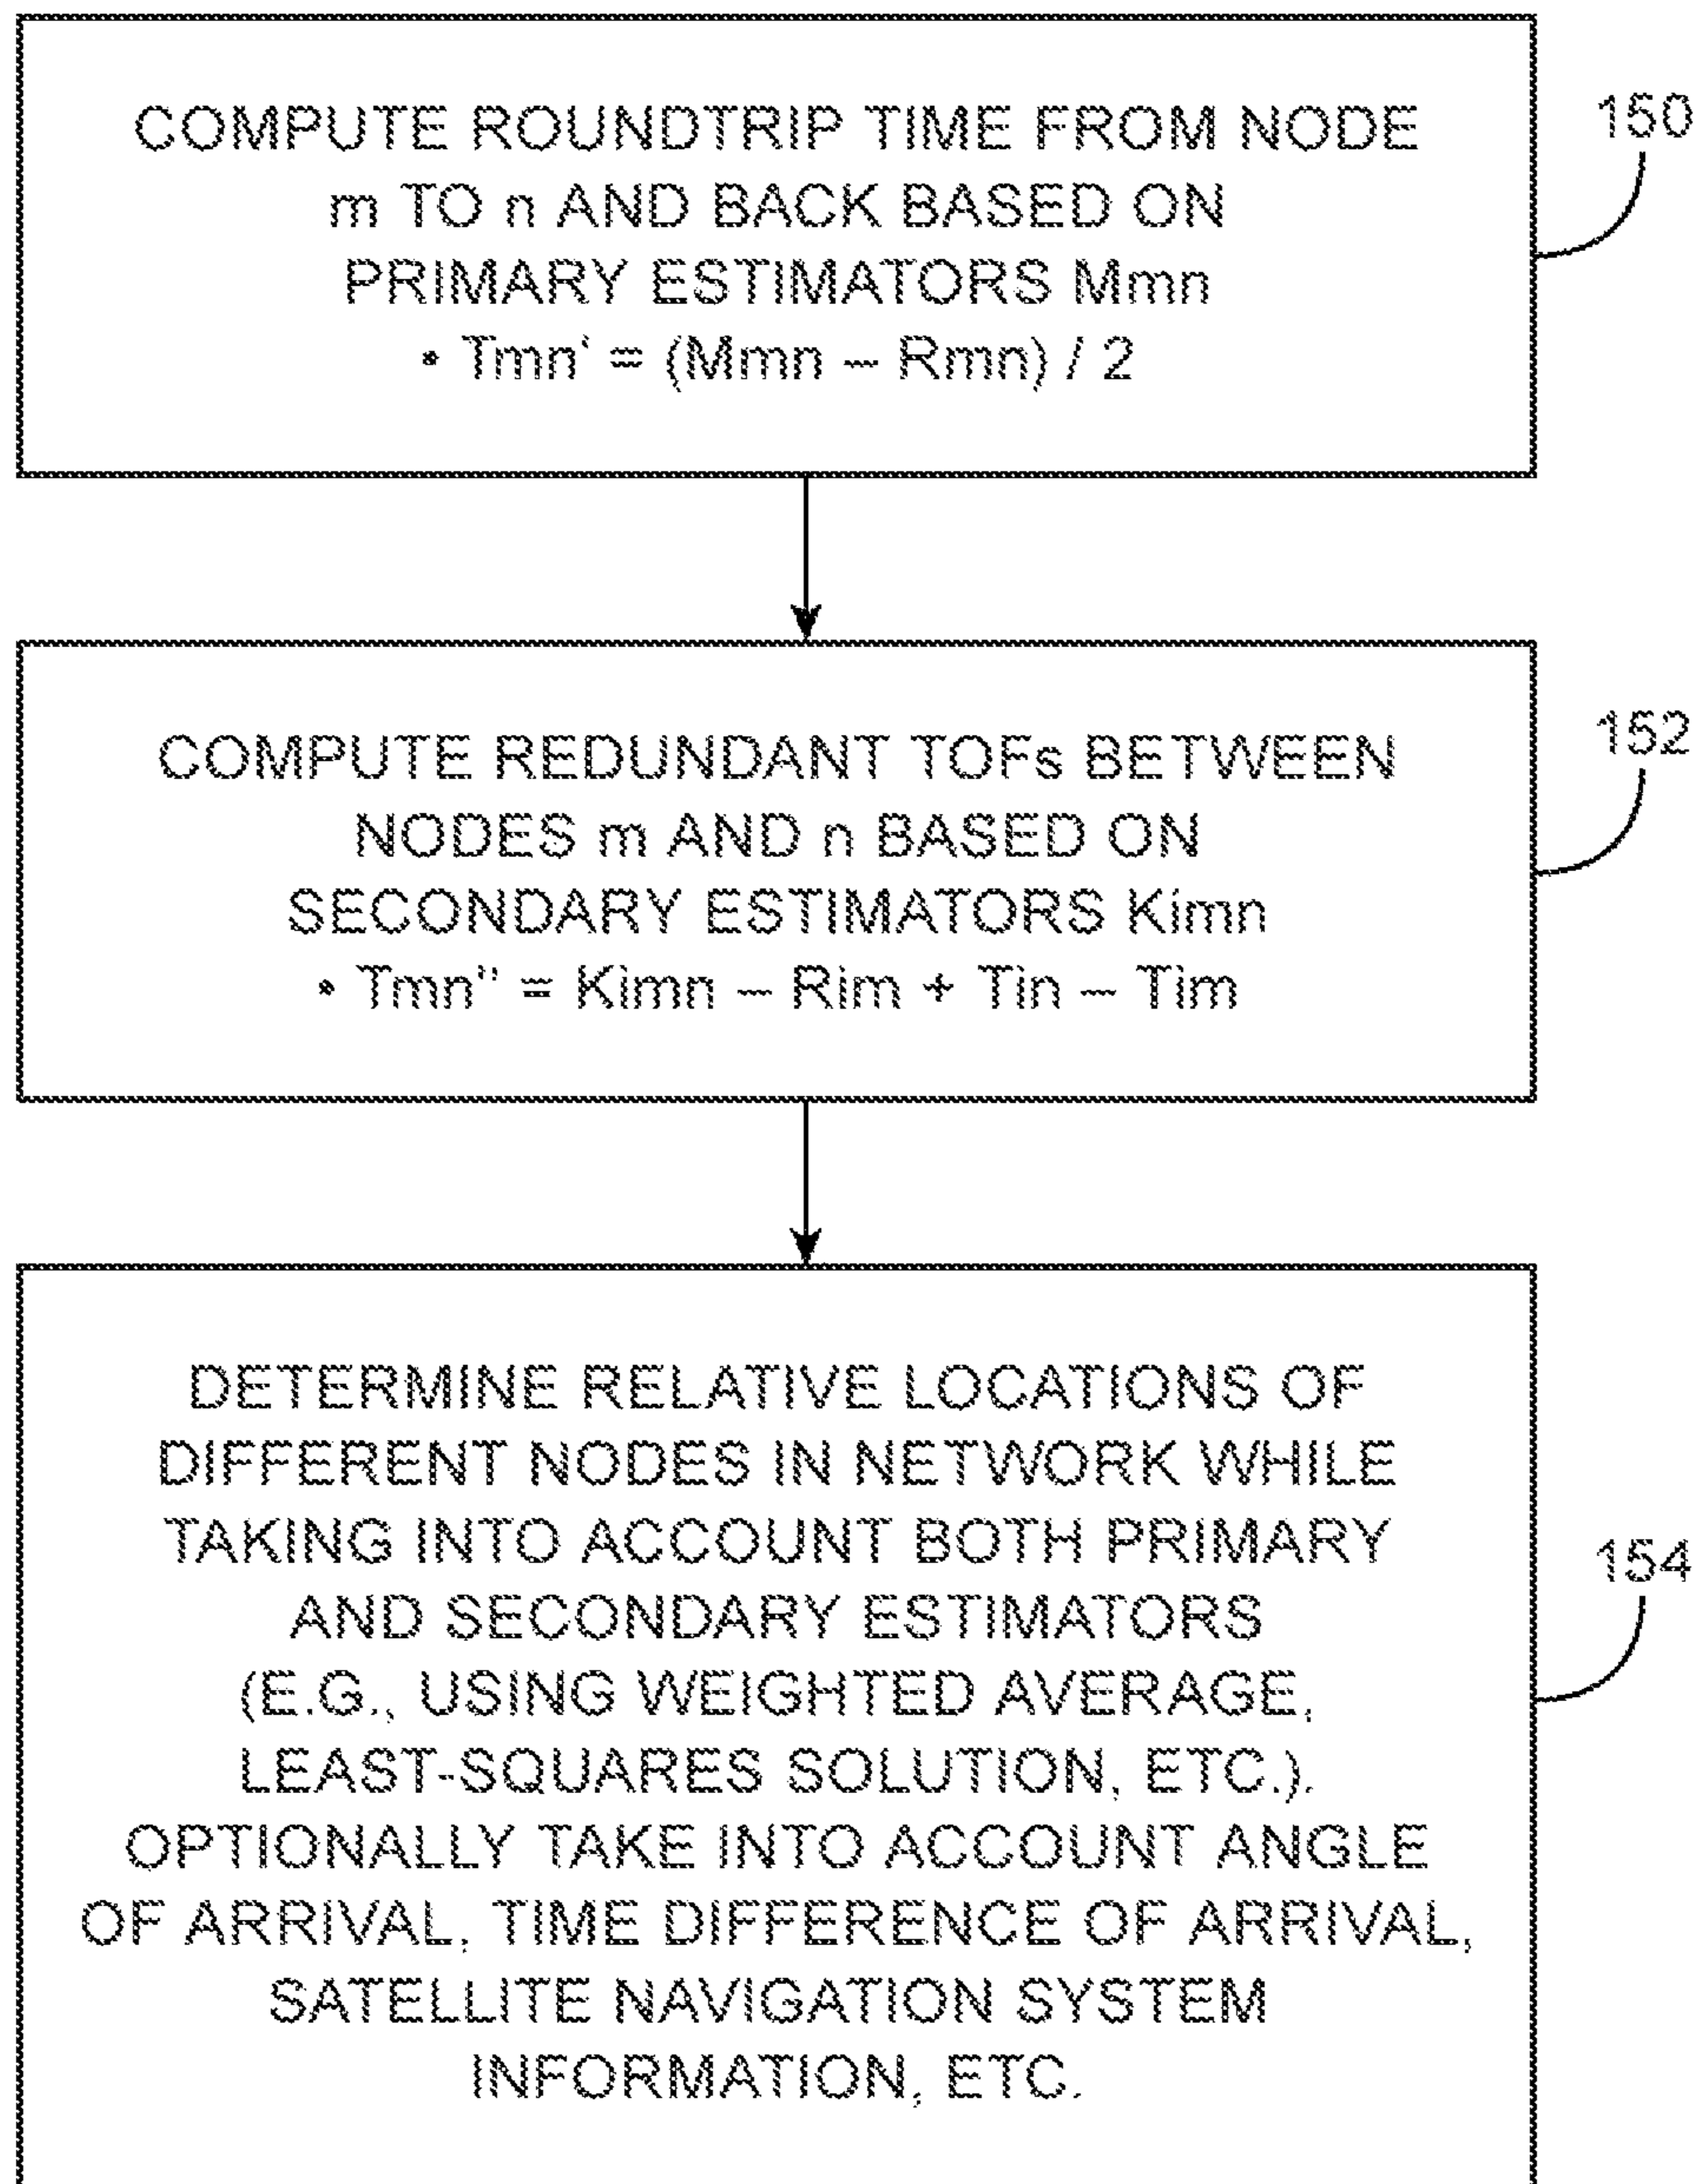 COMPUTE ROUNDTRIP TIME FROM NODE
m TO n AND BACK BASED ON
PRIMARY ESTIMATORS Mmn
• Tmn' = (Mmn – Rmn) / 2
150
COMPUTE REDUNDANT TOFs BETWEEN
NODES m AND n BASED ON
SECONDARY ESTIMATORS Kimn
• Tmn'' = Kimn – Rim + Tin – Tim
152
DETERMINE RELATIVE LOCATIONS OF
DIFFERENT NODES IN NETWORK WHILE
TAKING INTO ACCOUNT BOTH PRIMARY
AND SECONDARY ESTIMATORS
(E.G., USING WEIGHTED AVERAGE,
LEAST-SQUARES SOLUTION, ETC.).
OPTIONALLY TAKE INTO ACCOUNT ANGLE
OF ARRIVAL, TIME DIFFERENCE OF ARRIVAL,
SATELLITE NAVIGATION SYSTEM
INFORMATION, ETC.
154